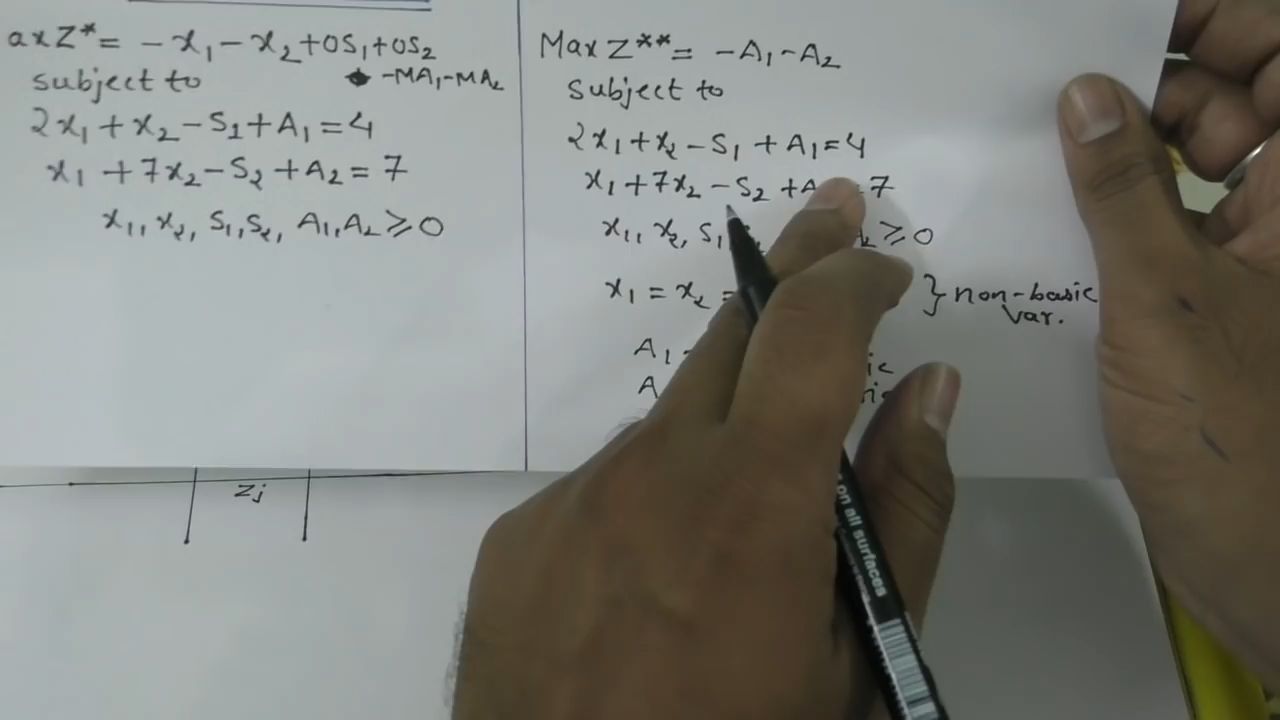 axZ* = -x₁-x₂+0S₁+0S₂
subject to -MA₁-MA₂
2x₁+x₂-S₁+A₁=4
x₁+7x₂-S₂+A₂=7
x₁, x₂, S₁,S₂, A₁,A₂≥0
Max Z** = -A₁-A₂
subject to
2x₁+x₂-S₁+A₁=4
x₁+7x₂-S₂+A 7
x₁, x₂, S₁ ≥0
x₁ = x₂ = } non-basic
var.
A₁
A
Zj
on all surfaces